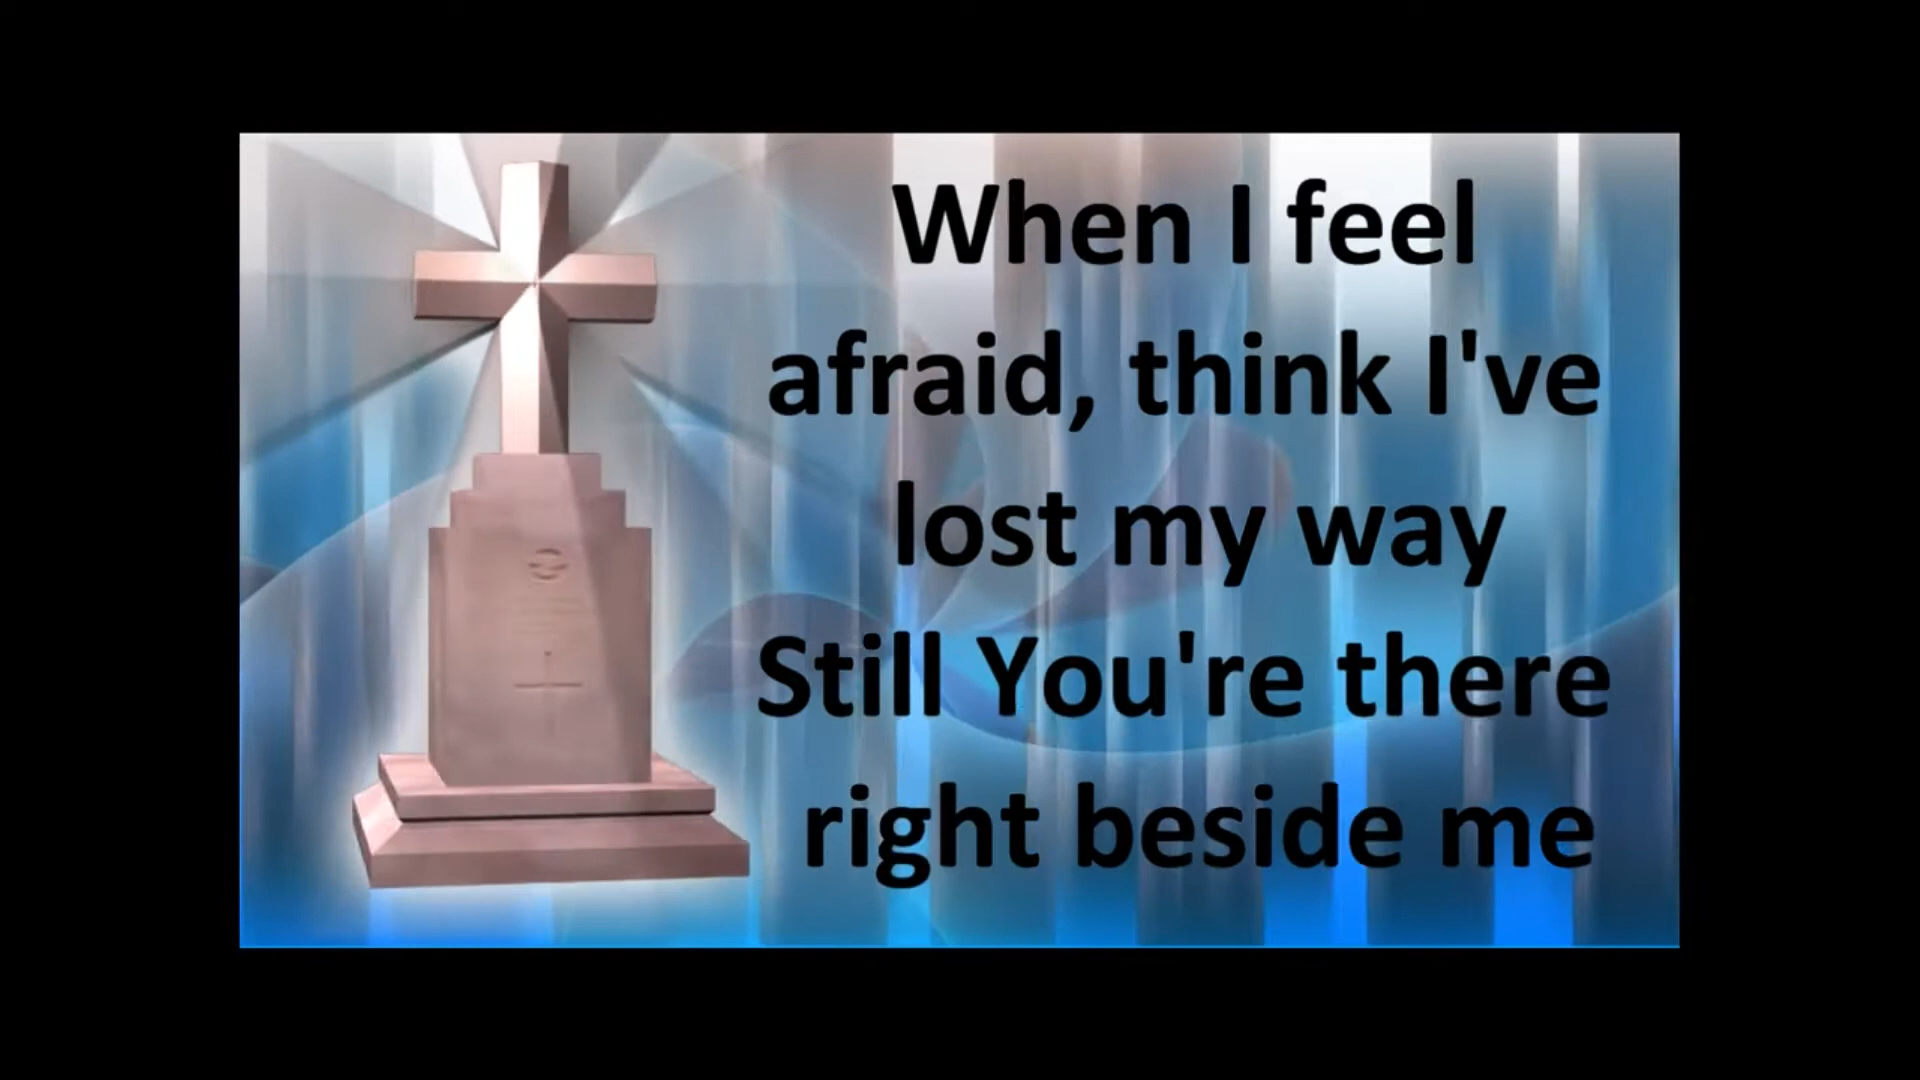 When I feel
afraid, think I've
lost my way
Still You're there
right beside me